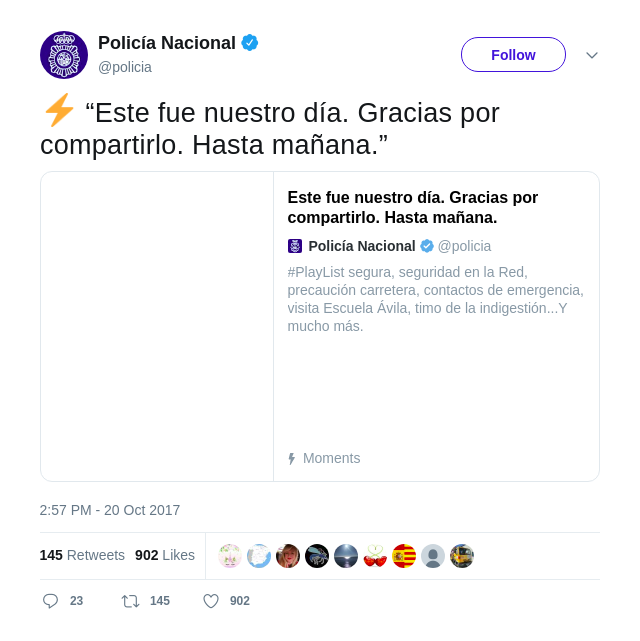 Policía Nacional
@policia
Follow
⚡ “Este fue nuestro día. Gracias por
compartirlo. Hasta mañana.”
Este fue nuestro día. Gracias por
compartirlo. Hasta mañana.
Policía Nacional @policia
#PlayList segura, seguridad en la Red,
precaución carretera, contactos de emergencia,
visita Escuela Ávila, timo de la indigestión...Y
mucho más.
Moments
2:57 PM - 20 Oct 2017
145 Retweets 902 Likes
23 145 902